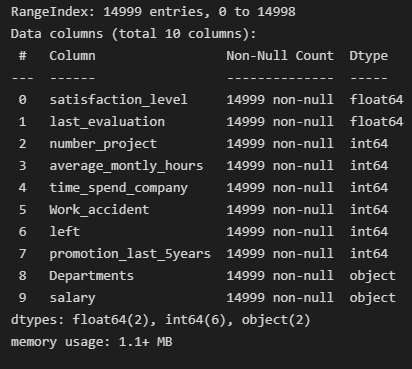 RangeIndex: 14999 entries, 0 to 14998
Data columns (total 10 columns):
 #   Column                 Non-Null Count  Dtype
---  ------                 --------------  -----
 0   satisfaction_level     14999 non-null  float64
 1   last_evaluation        14999 non-null  float64
 2   number_project         14999 non-null  int64
 3   average_montly_hours   14999 non-null  int64
 4   time_spend_company     14999 non-null  int64
 5   Work_accident          14999 non-null  int64
 6   left                   14999 non-null  int64
 7   promotion_last_5years  14999 non-null  int64
 8   Departments            14999 non-null  object
 9   salary                 14999 non-null  object
dtypes: float64(2), int64(6), object(2)
memory usage: 1.1+ MB